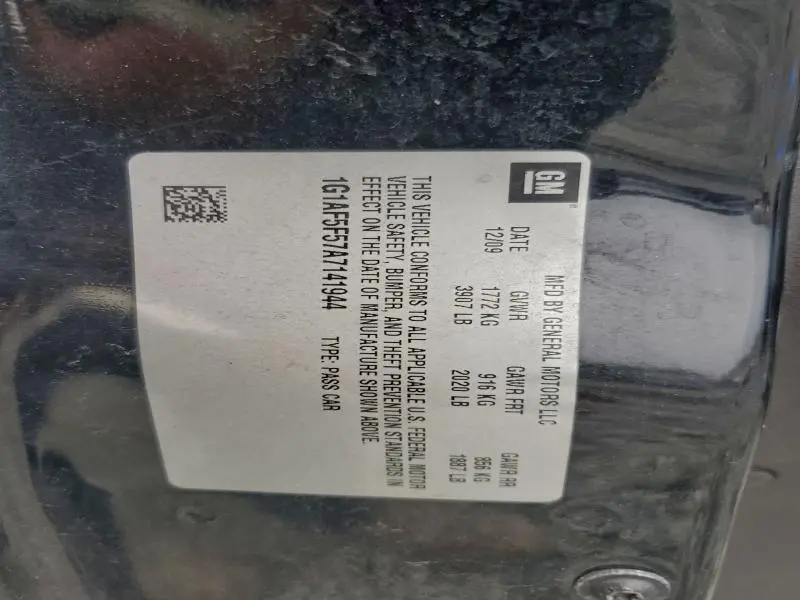 GM
MFD BY GENERAL MOTORS LLC
DATE GVWR GAWR FRT GAWR RR
12/09 1772 KG 916 KG 856 KG
3907 LB 2020 LB 1887 LB
THIS VEHICLE CONFORMS TO ALL APPLICABLE U.S. FEDERAL MOTOR
VEHICLE SAFETY, BUMPER, AND THEFT PREVENTION STANDARDS IN
EFFECT ON THE DATE OF MANUFACTURE SHOWN ABOVE.
1G1AF5F57A7141944 TYPE: PASS CAR